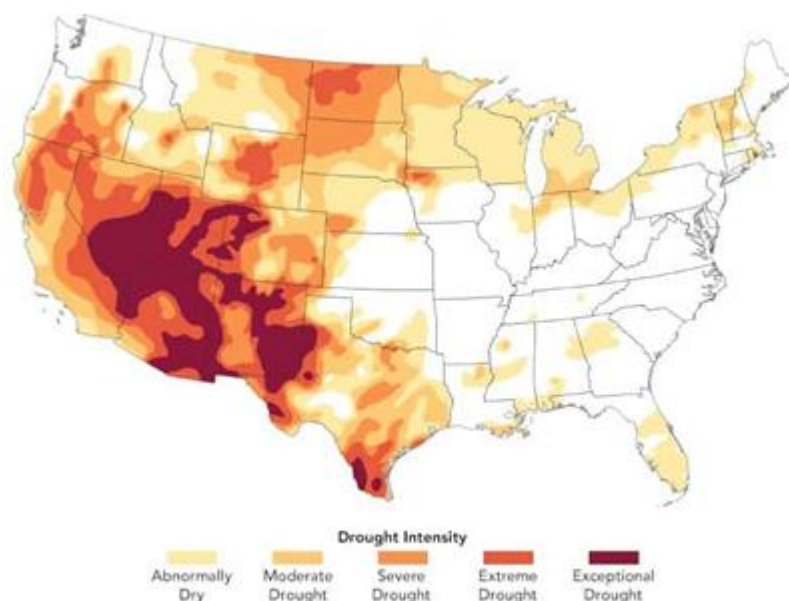 Drought Intensity
Abnormally Dry
Moderate Drought
Severe Drought
Extreme Drought
Exceptional Drought